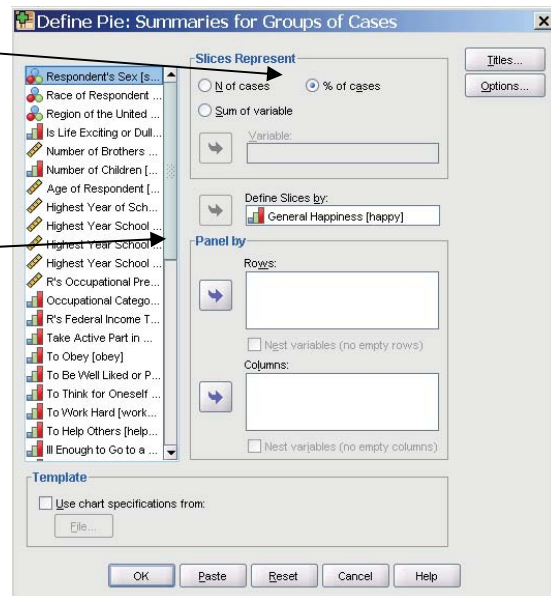 Define Pie: Summaries for Groups of Cases
Respondent's Sex [s...
Race of Respondent ...
Region of the United ...
Is Life Exciting or Dull...
Number of Brothers ...
Number of Children [...
Age of Respondent [...
Highest Year of Sch...
Highest Year School ...
Highest Year School ...
Highest Year School ...
R's Occupational Pre...
Occupational Catego...
R's Federal Income T...
Take Active Part in ...
To Obey [obey]
To Be Well Liked or P...
To Think for Oneself ...
To Work Hard [work...
To Help Others [help...
Ill Enough to Go to a ...
Slices Represent
N of cases
% of cases
Sum of variable
Variable:
Define Slices by:
General Happiness [happy]
Panel by
Rows:
Nest variables (no empty rows)
Columns:
Nest variables (no empty columns)
Titles...
Options...
Template
Use chart specifications from:
File...
OK
Paste
Reset
Cancel
Help